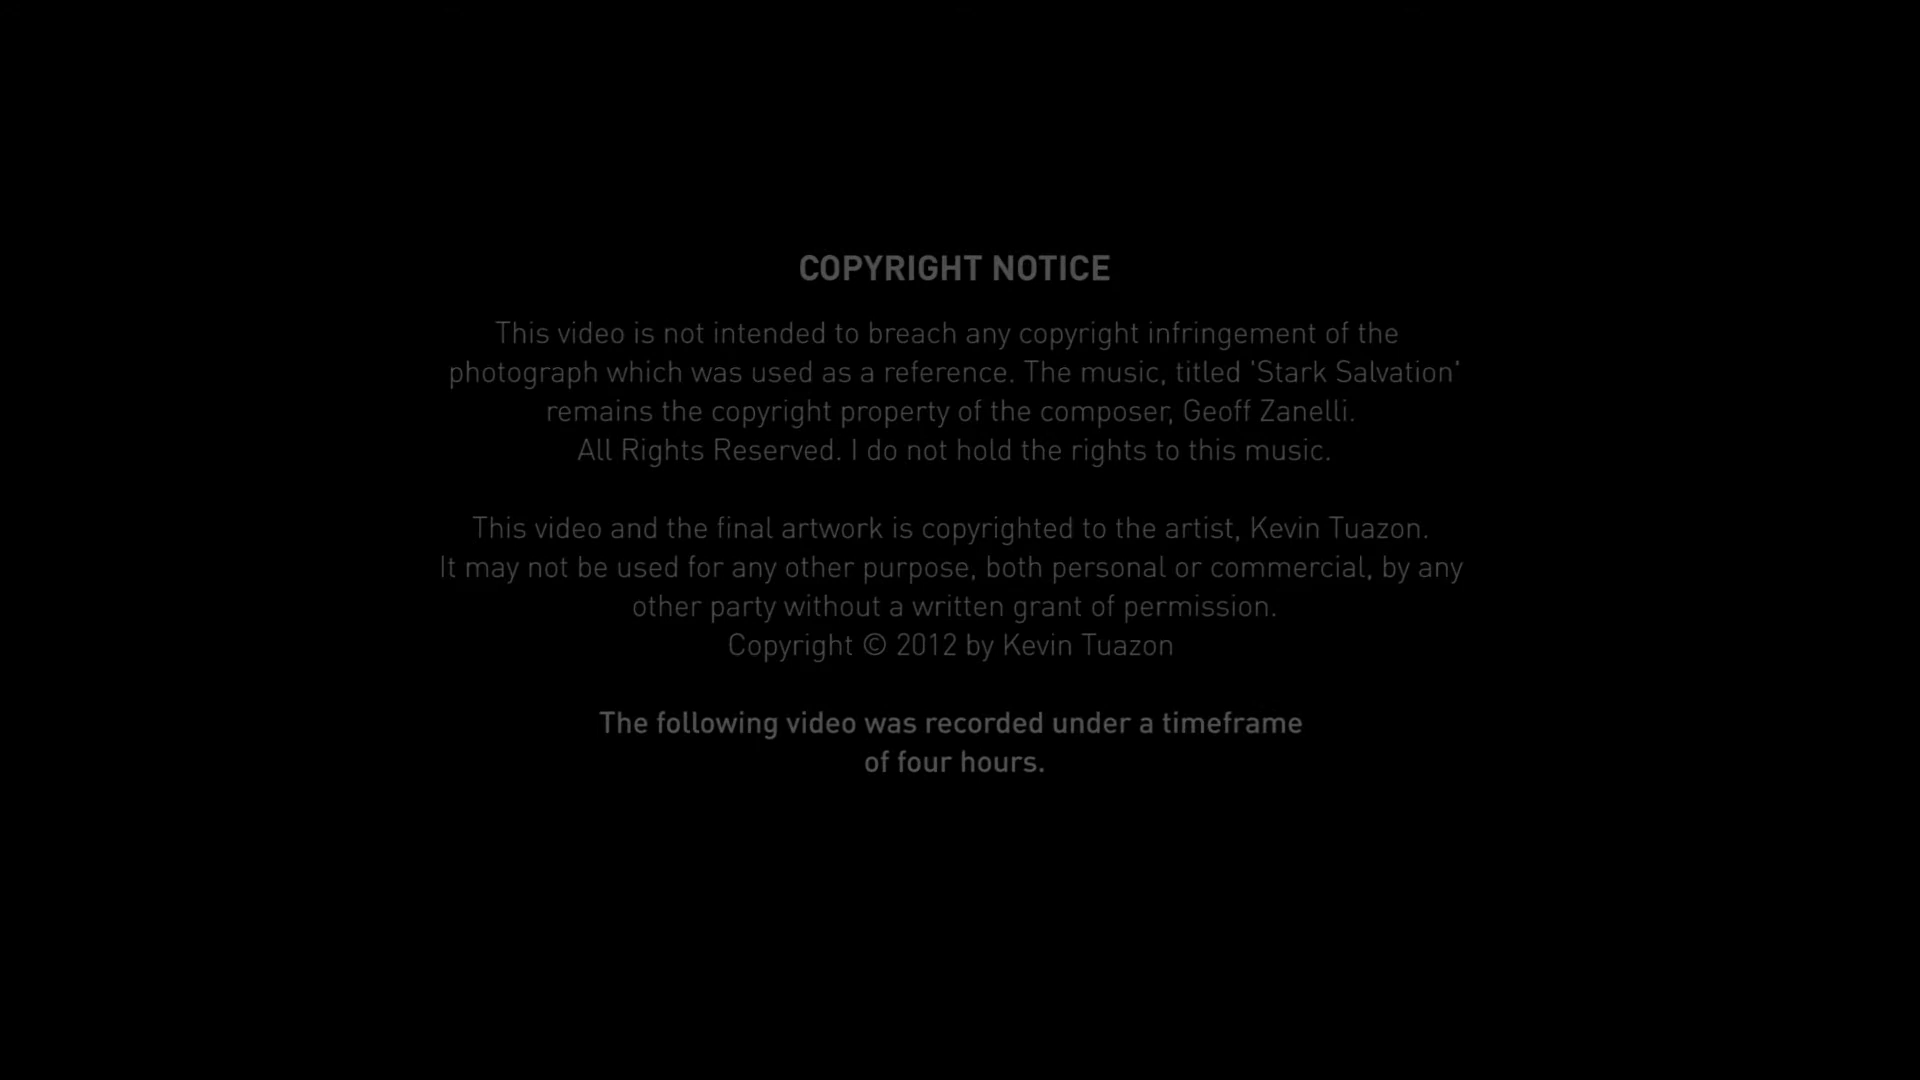 COPYRIGHT NOTICE
This video is not intended to breach any copyright infringement of the
photograph which was used as a reference. The music, titled 'Stark Salvation'
remains the copyright property of the composer, Geoff Zanelli.
All Rights Reserved. I do not hold the rights to this music.
This video and the final artwork is copyrighted to the artist, Kevin Tuazon.
It may not be used for any other purpose, both personal or commercial, by any
other party without a written grant of permission.
Copyright © 2012 by Kevin Tuazon
The following video was recorded under a timeframe
of four hours.